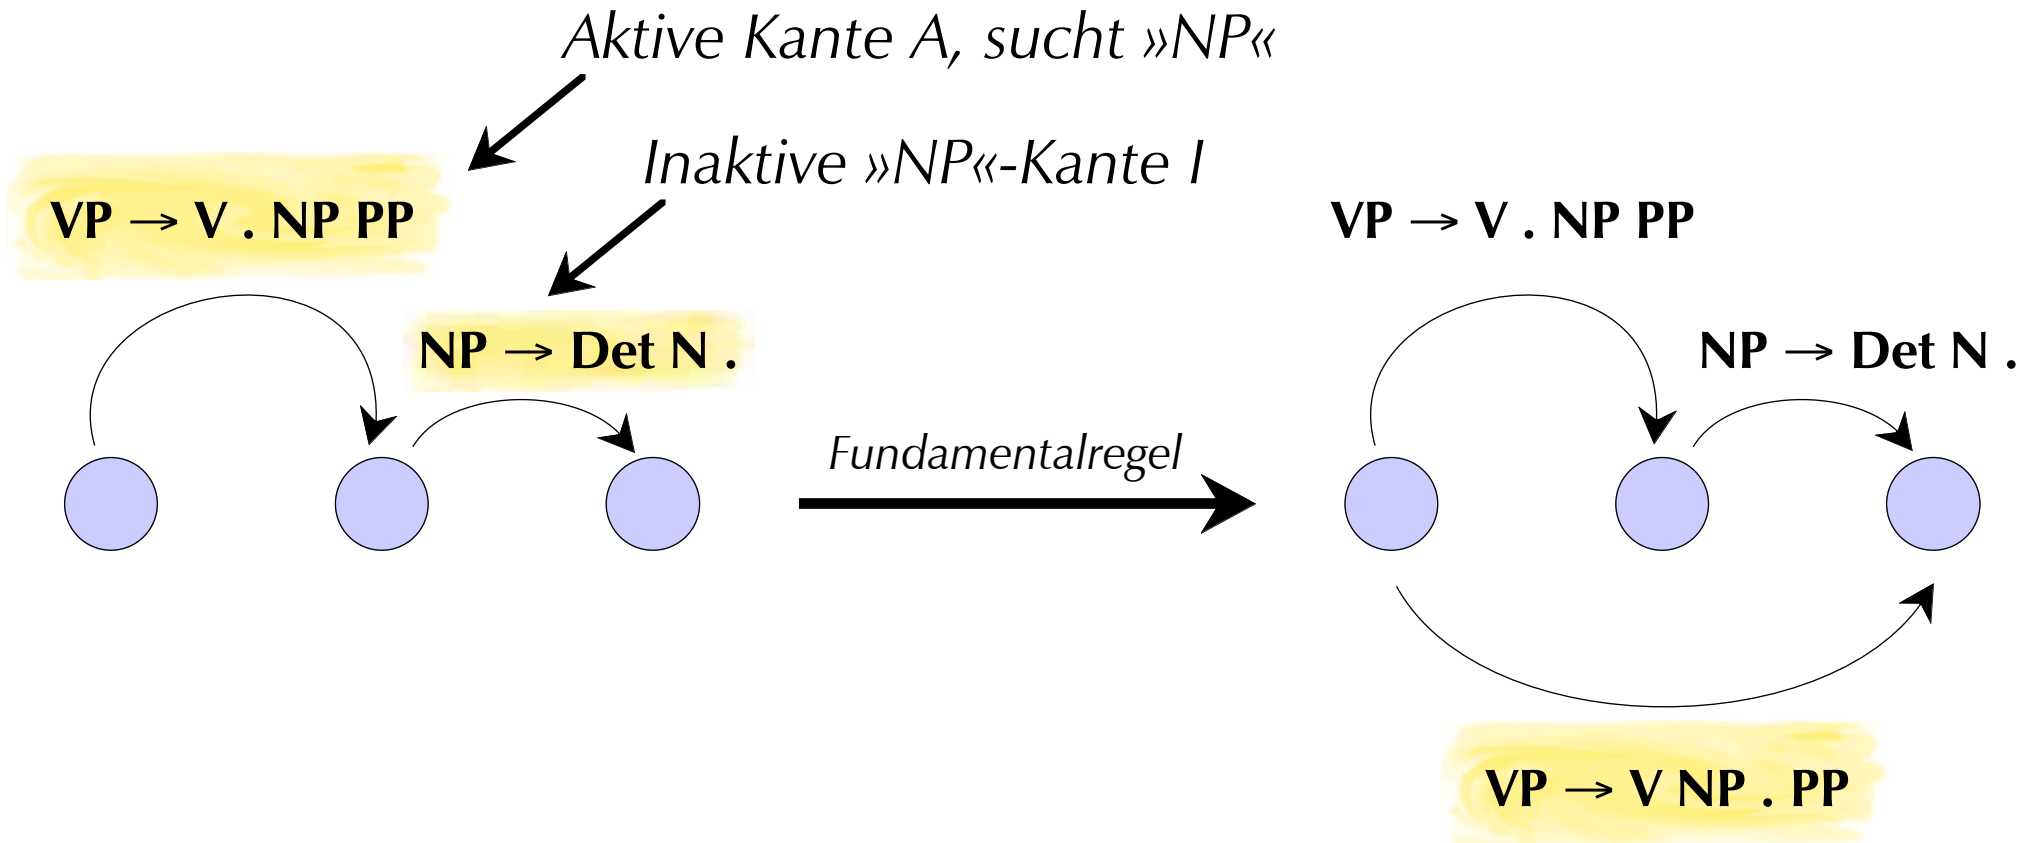 Aktive Kante A, sucht »NP«
Inaktive »NP«-Kante I
VP → V . NP PP
NP → Det N .
Fundamentalregel
VP → V . NP PP
NP → Det N .
VP → V NP . PP